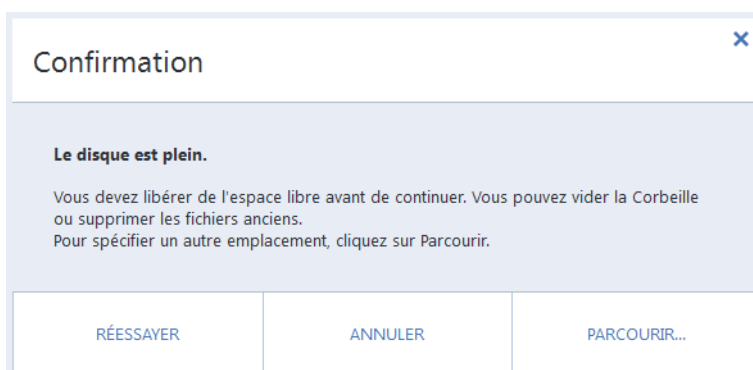 Confirmation
Le disque est plein.
Vous devez libérer de l'espace libre avant de continuer. Vous pouvez vider la Corbeille
ou supprimer les fichiers anciens.
Pour spécifier un autre emplacement, cliquez sur Parcourir.
RÉESSAYER
ANNULER
PARCOURIR...